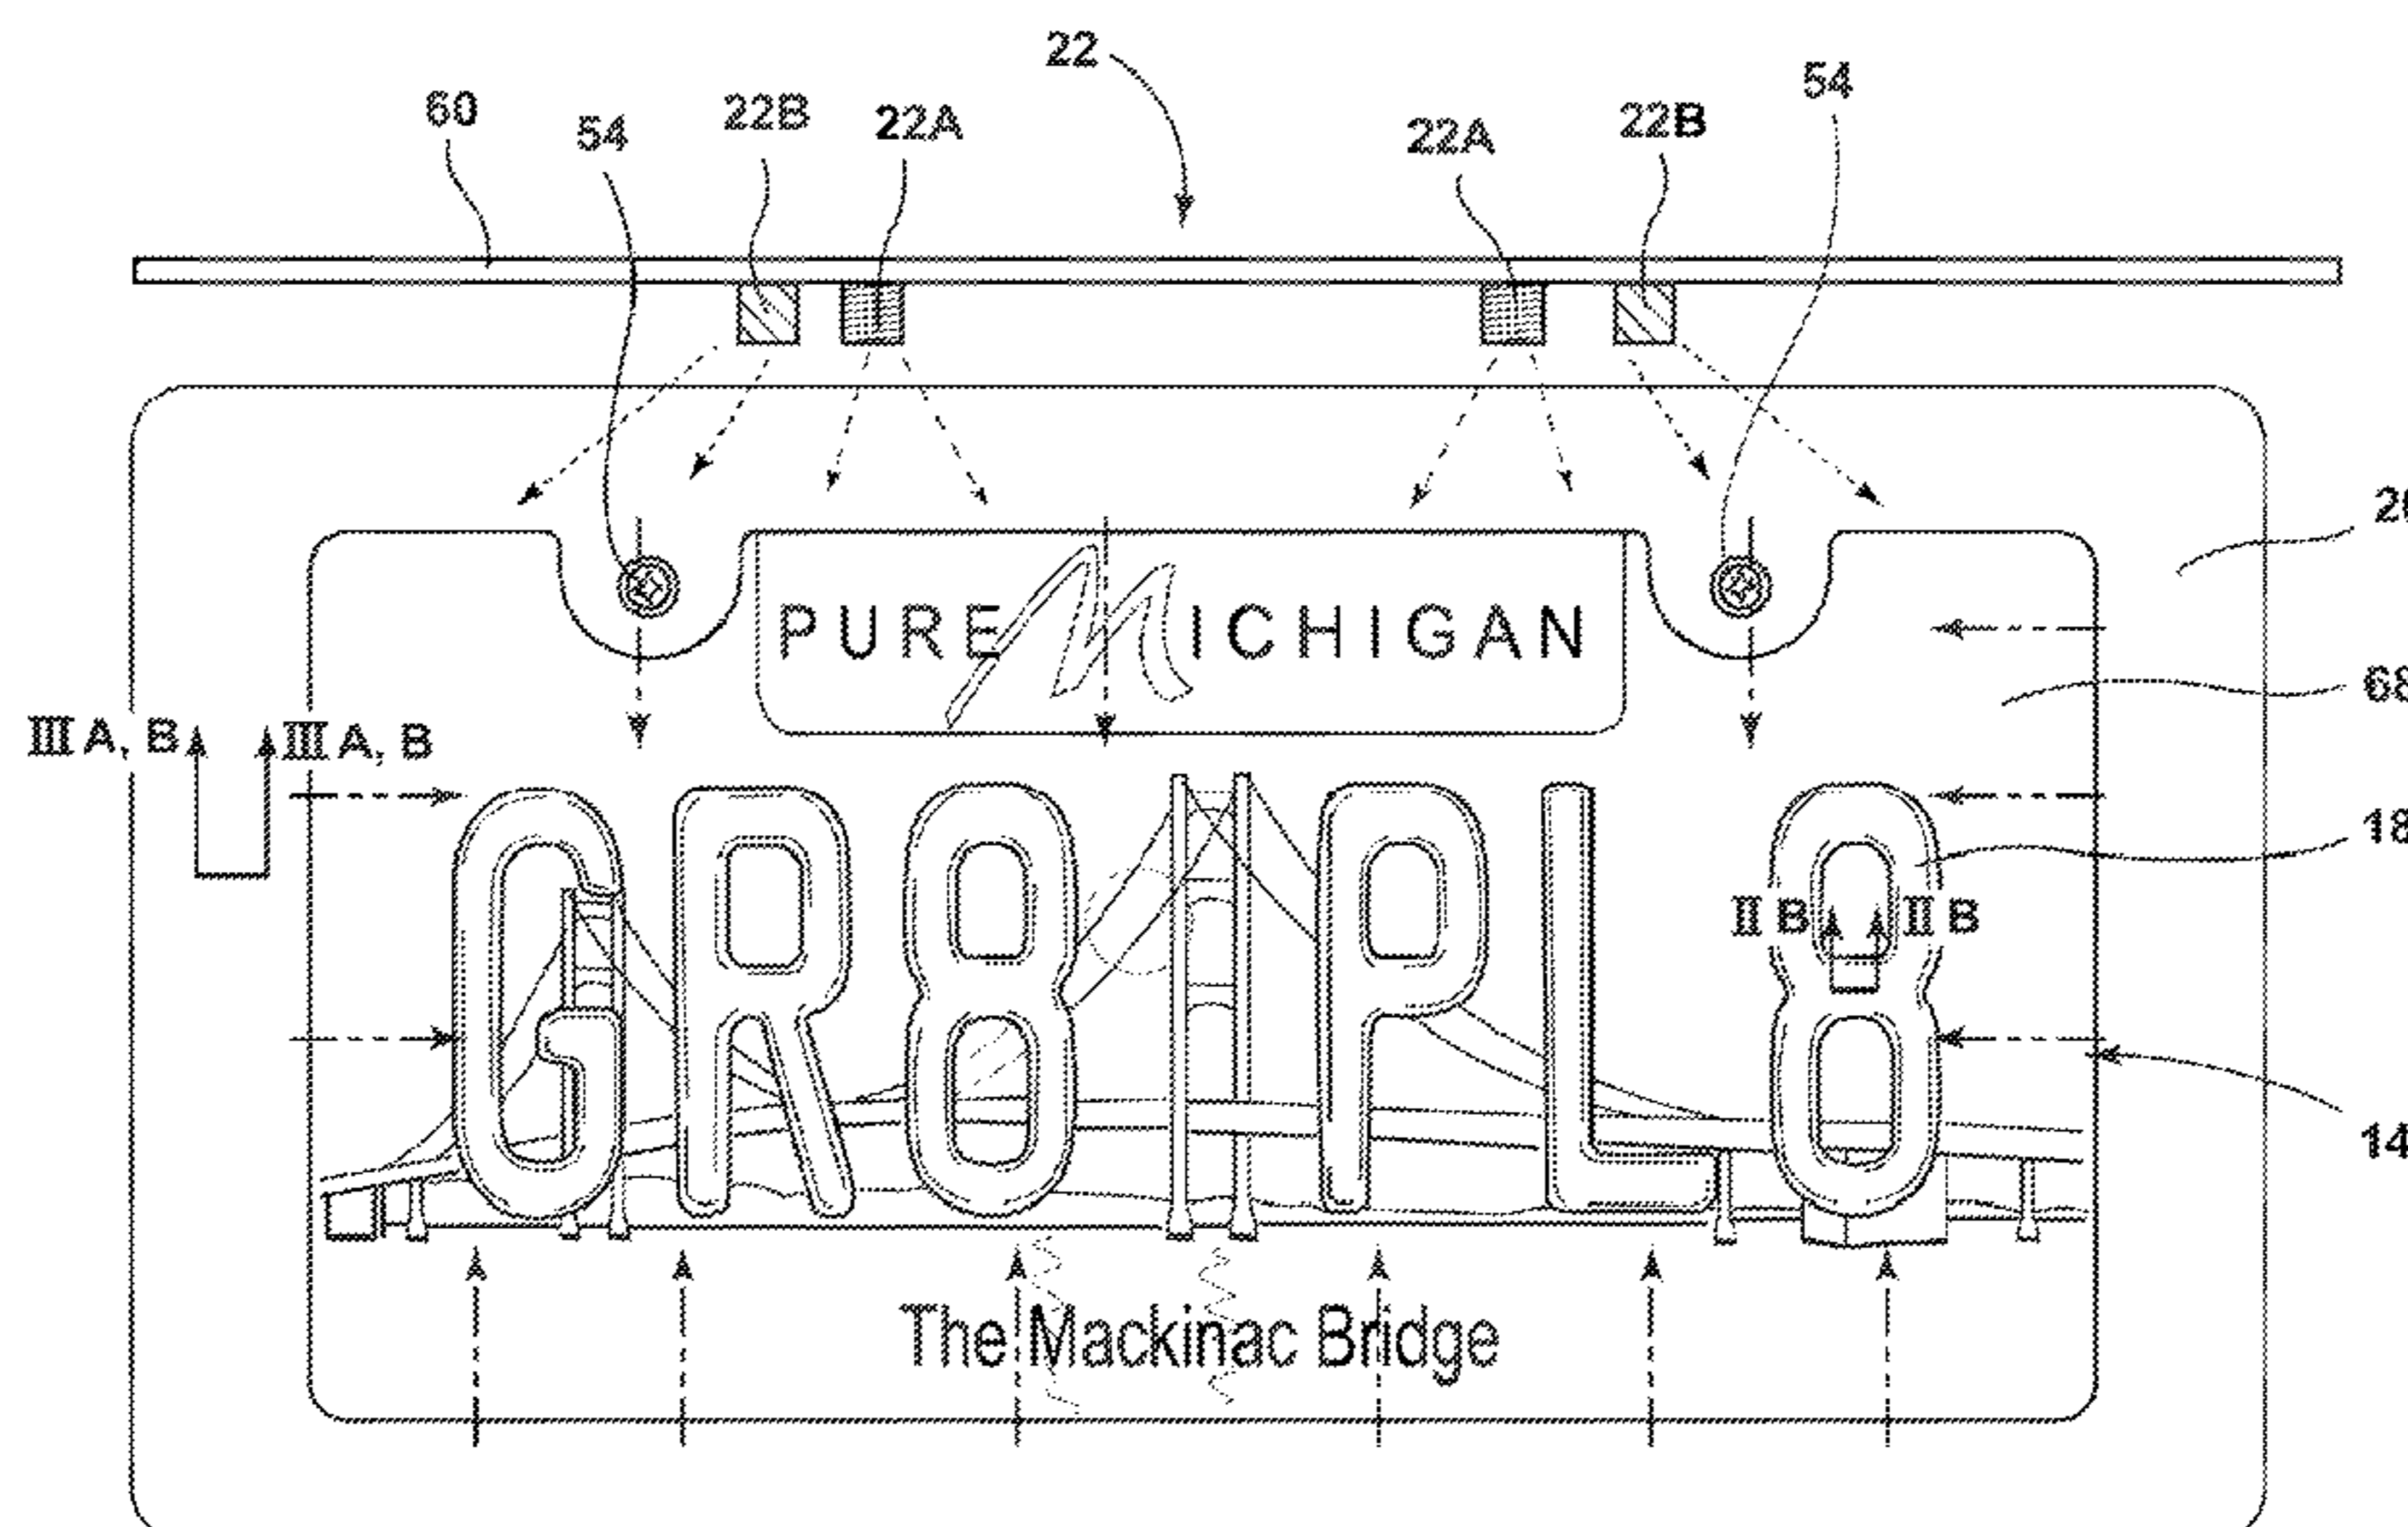 22
54
60
22B
22A
22A
22B
54
PURE MICHIGAN
68
III A, B
III A, B
18
GR8 PL8
II B
II B
14
The Mackinac Bridge